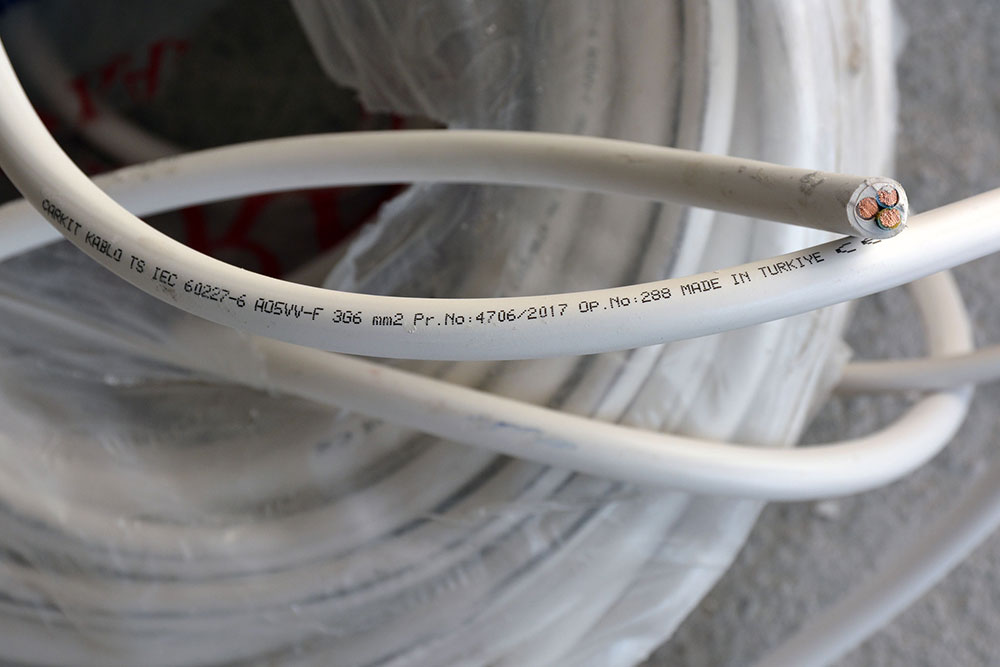 ÇARKIT KABLO TS IEC 60227-6 A05VV-F 3G6 mm2 Pr.No:4706/2017 Op.No:288 MADE IN TURKIYE CE